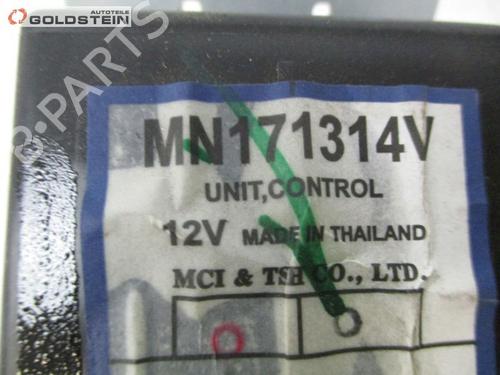 Autoteile
GOLDSTEIN
B-PARTS
MN171314V
UNIT,CONTROL
12V MADE IN THAILAND
MCI & TSH CO., LTD.